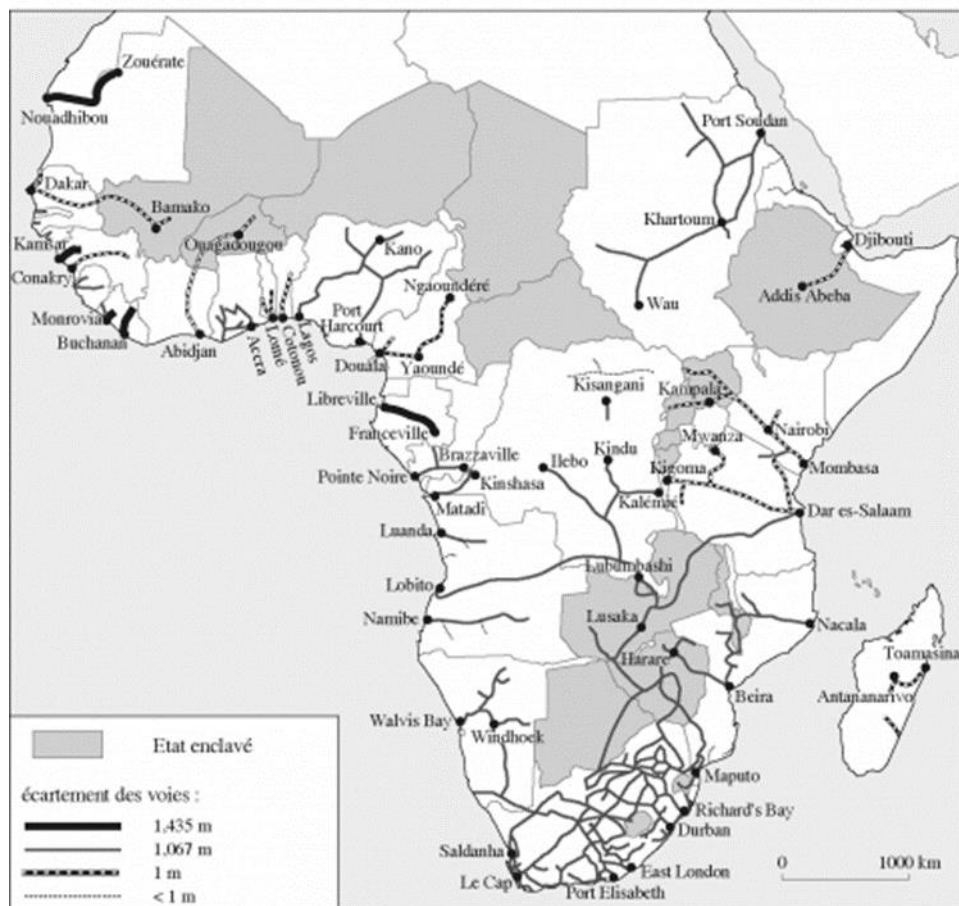 Zouérate
Nouadhibou
Port Soudan
Dakar
Bamako
Khartoum
Ouagadougou
Kano
Djibouti
Kamsar
Conakry
Ngaoundéré
Addis Abeba
Wau
Port
Harcourt
Monrovia
Buchanan
Abidjan
Accra
Lomé
Cotonou
Lagos
Douala
Yaoundé
Kisangani
Kampala
Libreville
Franceville
Nairobi
Mwanza
Brazzaville
Ilebo
Kindu
Kigoma
Mombasa
Pointe Noire
Kinshasa
Matadi
Kalémié
Dar es-Salaam
Luanda
Lubumbashi
Lobito
Lusaka
Namibe
Nacala
Harare
Toamasina
Beira
Antananarivo
Walvis Bay
Windhoek
Maputo
Richard's Bay
Durban
Saldanha
Le Cap
East London
Port Elisabeth
Etat enclavé
écartement des voies :
1,435 m
1,067 m
1 m
< 1 m
0 1000 km